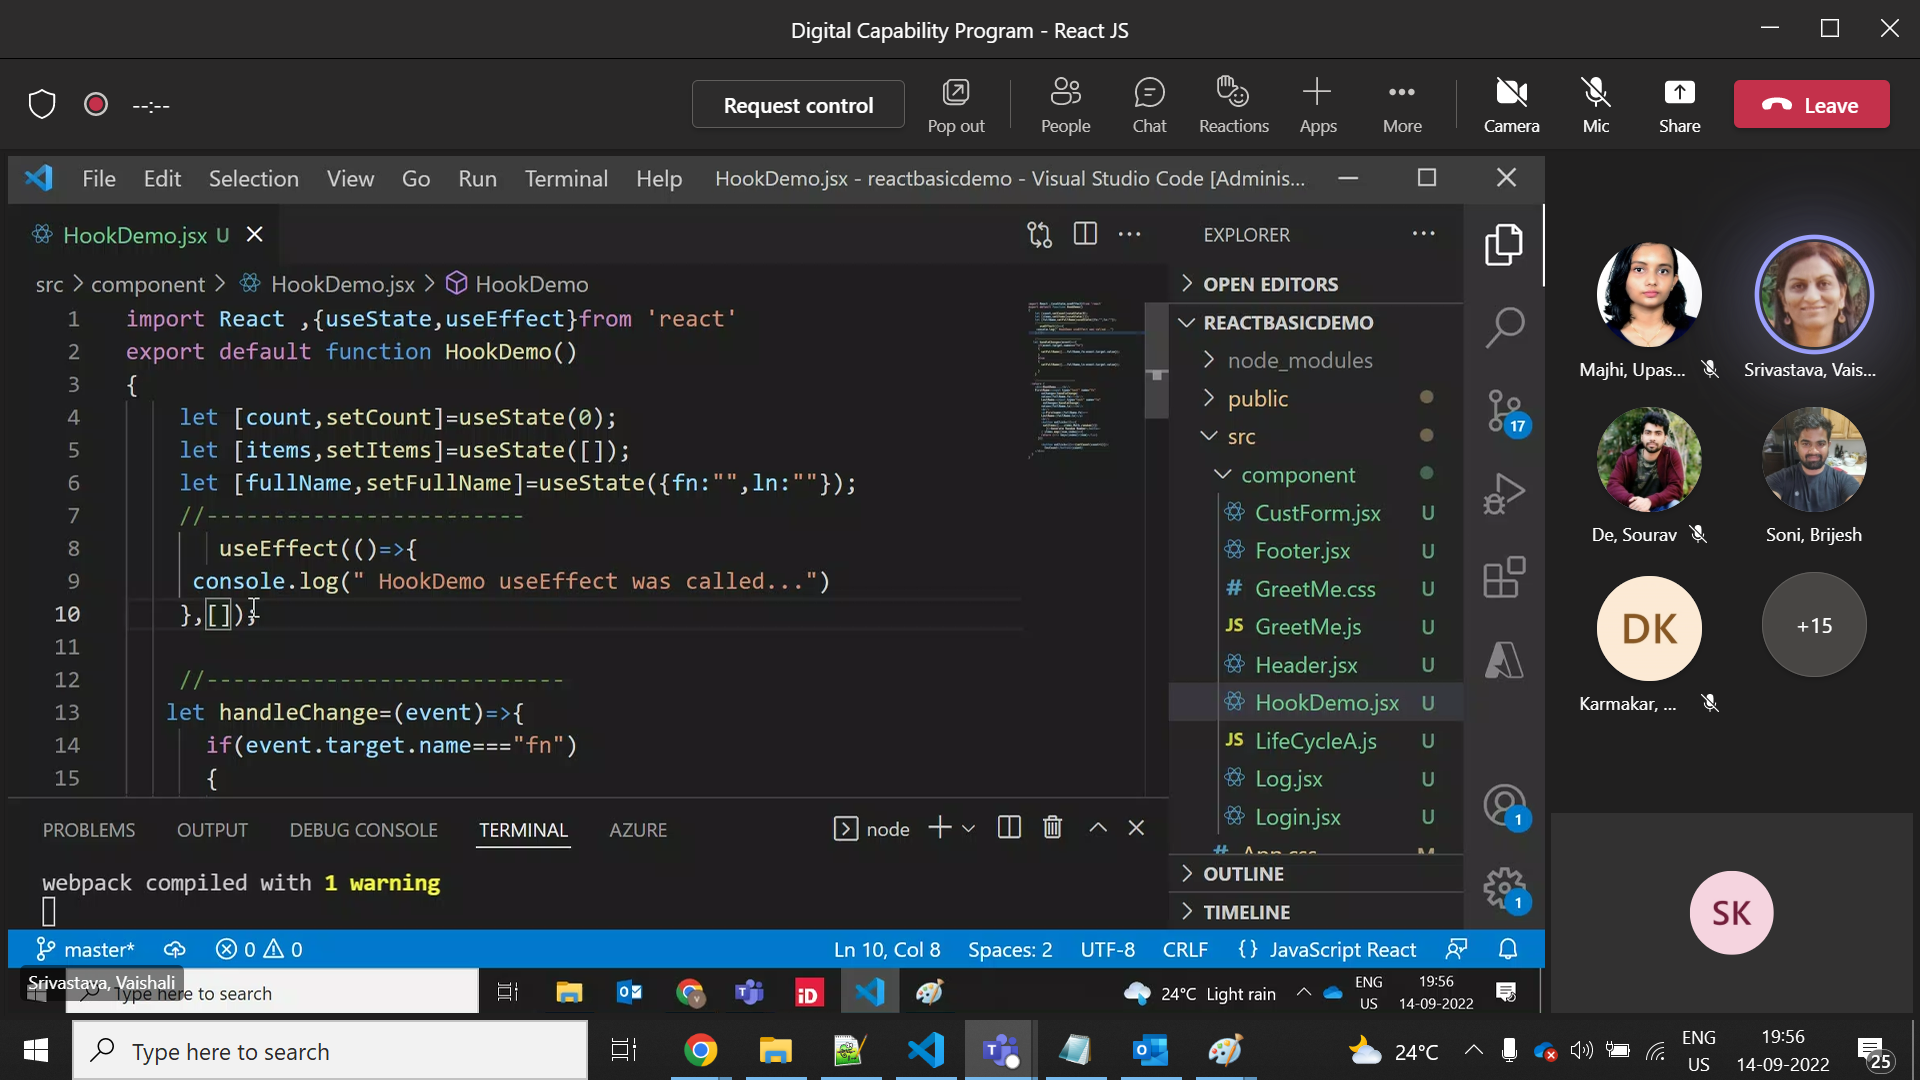 Digital Capability Program - React JS
--:--
Request control
Pop out
People
Chat
Reactions
Apps
More
Camera
Mic
Share
Leave
File Edit Selection View Go Run Terminal Help HookDemo.jsx - reactbasicdemo - Visual Studio Code [Adminis...
HookDemo.jsx U
src > component > HookDemo.jsx > HookDemo
1 import React ,{useState,useEffect}from 'react'
2 export default function HookDemo()
3 {
4 let [count,setCount]=useState(0);
5 let [items,setItems]=useState([]);
6 let [fullName,setFullName]=useState({fn:"",ln:""});
7 //------------------------
8 useEffect(()=>{
9 console.log(" HookDemo useEffect was called...")
10 },[]);
11
12 //---------------------------
13 let handleChange=(event)=>{
14 if(event.target.name==="fn")
15 {
EXPLORER
OPEN EDITORS
REACTBASICDEMO
node_modules
public
src
component
CustForm.jsx U
Footer.jsx U
# GreetMe.css U
JS GreetMe.js U
Header.jsx U
HookDemo.jsx U
JS LifeCycleA.js U
Log.jsx U
Login.jsx U
# App.css M
OUTLINE
TIMELINE
17
1
1
PROBLEMS OUTPUT DEBUG CONSOLE TERMINAL AZURE
node
webpack compiled with 1 warning
master* 0 0 Ln 10, Col 8 Spaces: 2 UTF-8 CRLF {} JavaScript React
Srivastava, Vaishali
Type here to search
iD
24°C Light rain
ENG
US
19:56
14-09-2022
Majhi, Upas...
Srivastava, Vais...
De, Sourav
Soni, Brijesh
DK
+15
Karmakar, ...
SK
Type here to search
24°C
ENG
US
19:56
14-09-2022
25